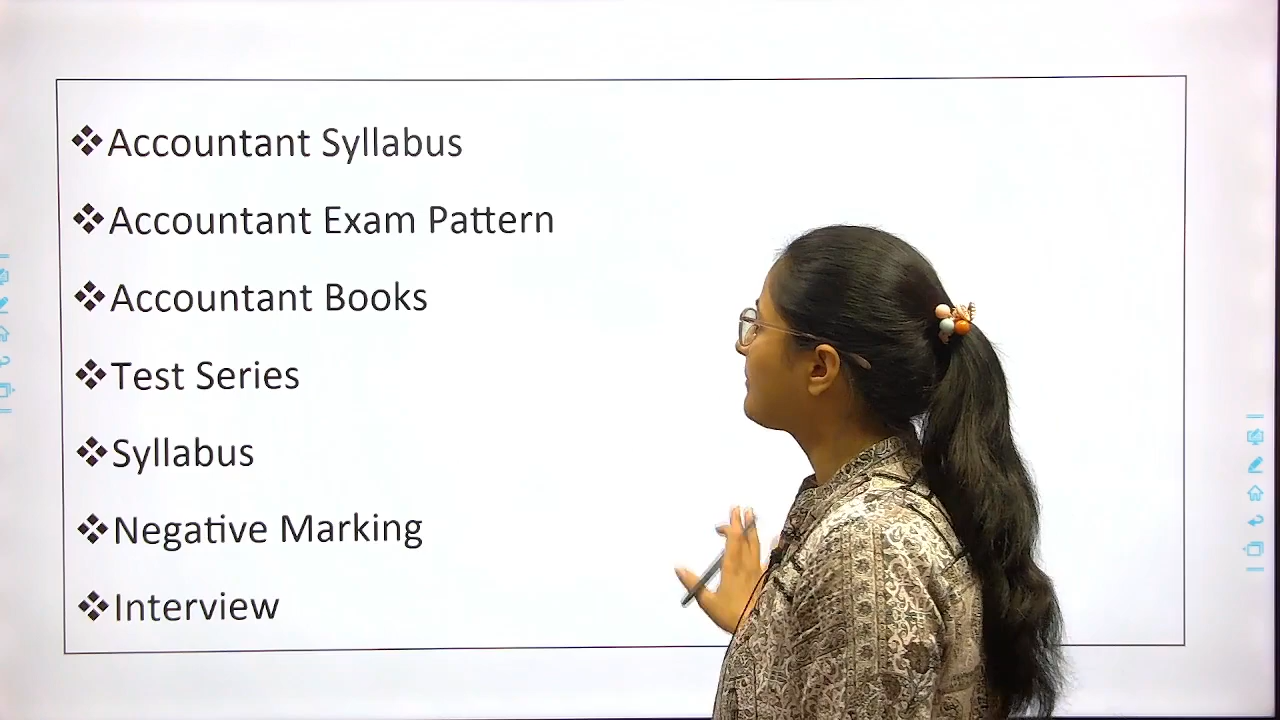 ❖Accountant Syllabus
❖Accountant Exam Pattern
❖Accountant Books
❖Test Series
❖Syllabus
❖Negative Marking
❖Interview